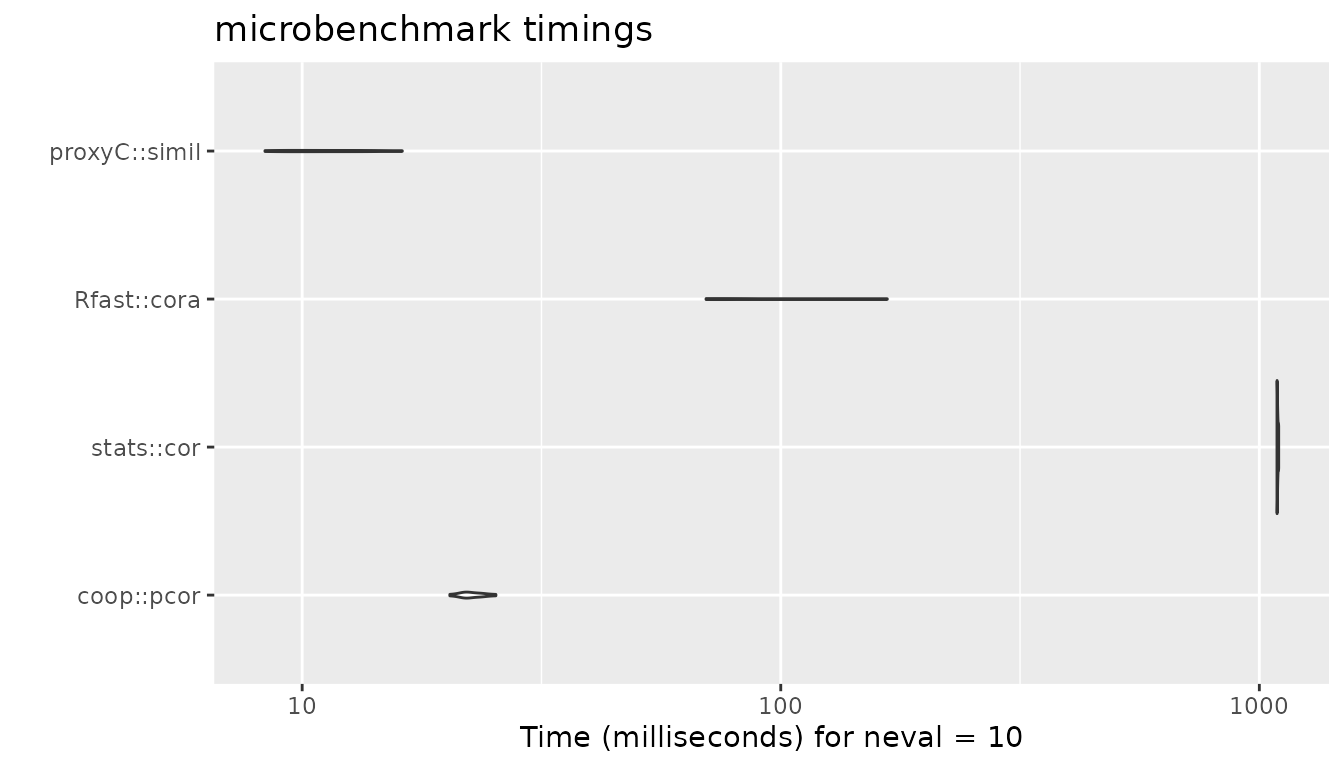 microbenchmark timings
proxyC::simil
Rfast::cora
stats::cor
coop::pcor
10 100 1000
Time (milliseconds) for neval = 10